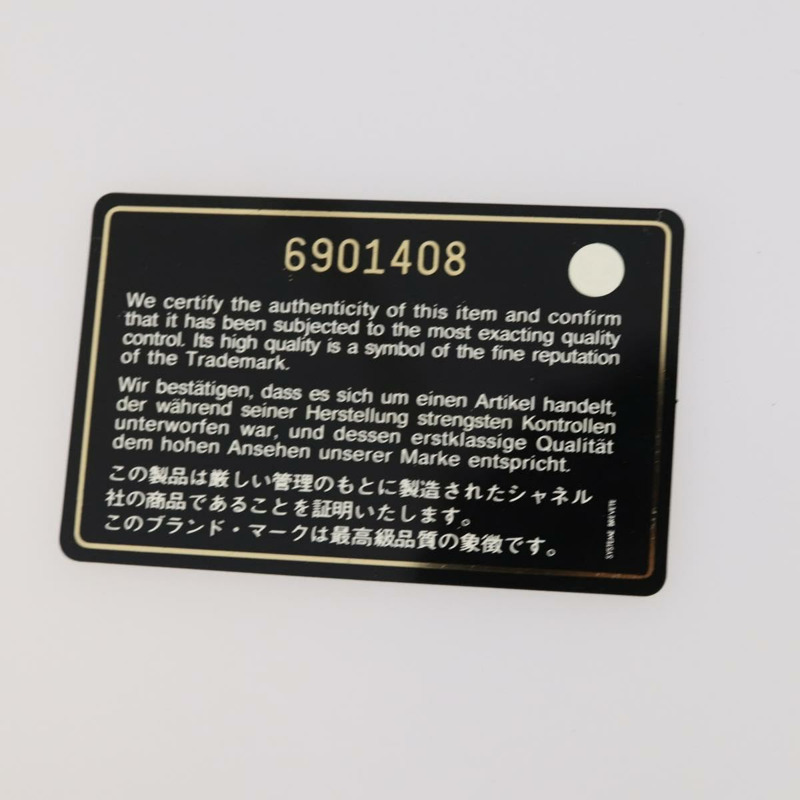 6901408
We certify the authenticity of this item and confirm
that it has been subjected to the most exacting quality
control. Its high quality is a symbol of the fine reputation
of the Trademark.
Wir bestätigen, dass es sich um einen Artikel handelt,
der während seiner Herstellung strengsten Kontrollen
unterworfen war, und dessen erstklassige Qualität
dem hohen Ansehen unserer Marke entspricht.
この製品は厳しい管理のもとに製造されたシャネル
社の商品であることを証明いたします。
このブランド・マークは最高級品質の象徴です。
SYSTEME BREVETE